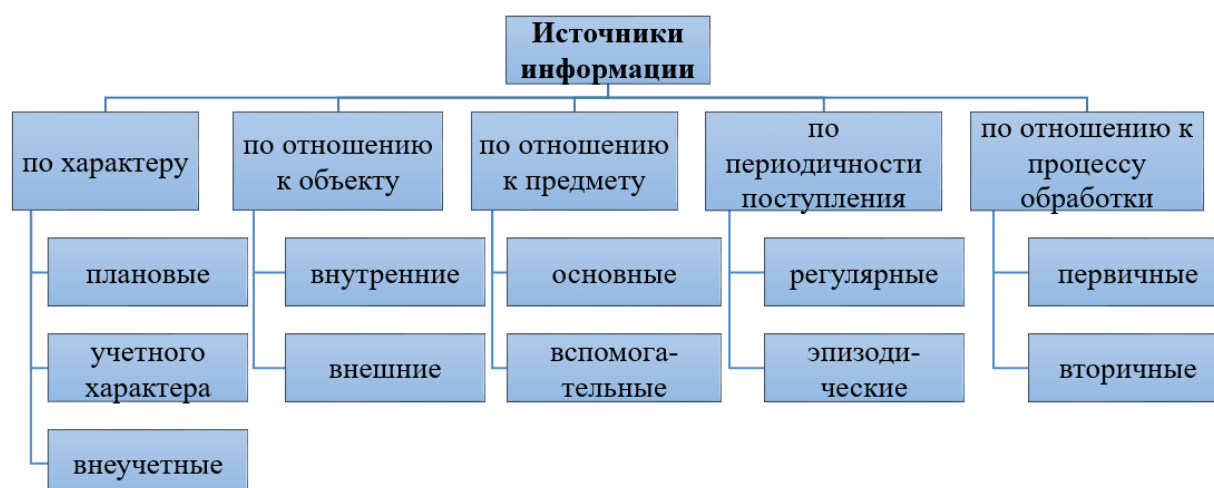 Источники
информации
по характеру
по отношению
к объекту
по отношению
к предмету
по
периодичности
поступления
по отношению к
процессу
обработки
плановые
внутренние
основные
регулярные
первичные
учетного
характера
внешние
вспомога-
тельные
эпизоди-
ческие
вторичные
внеучетные